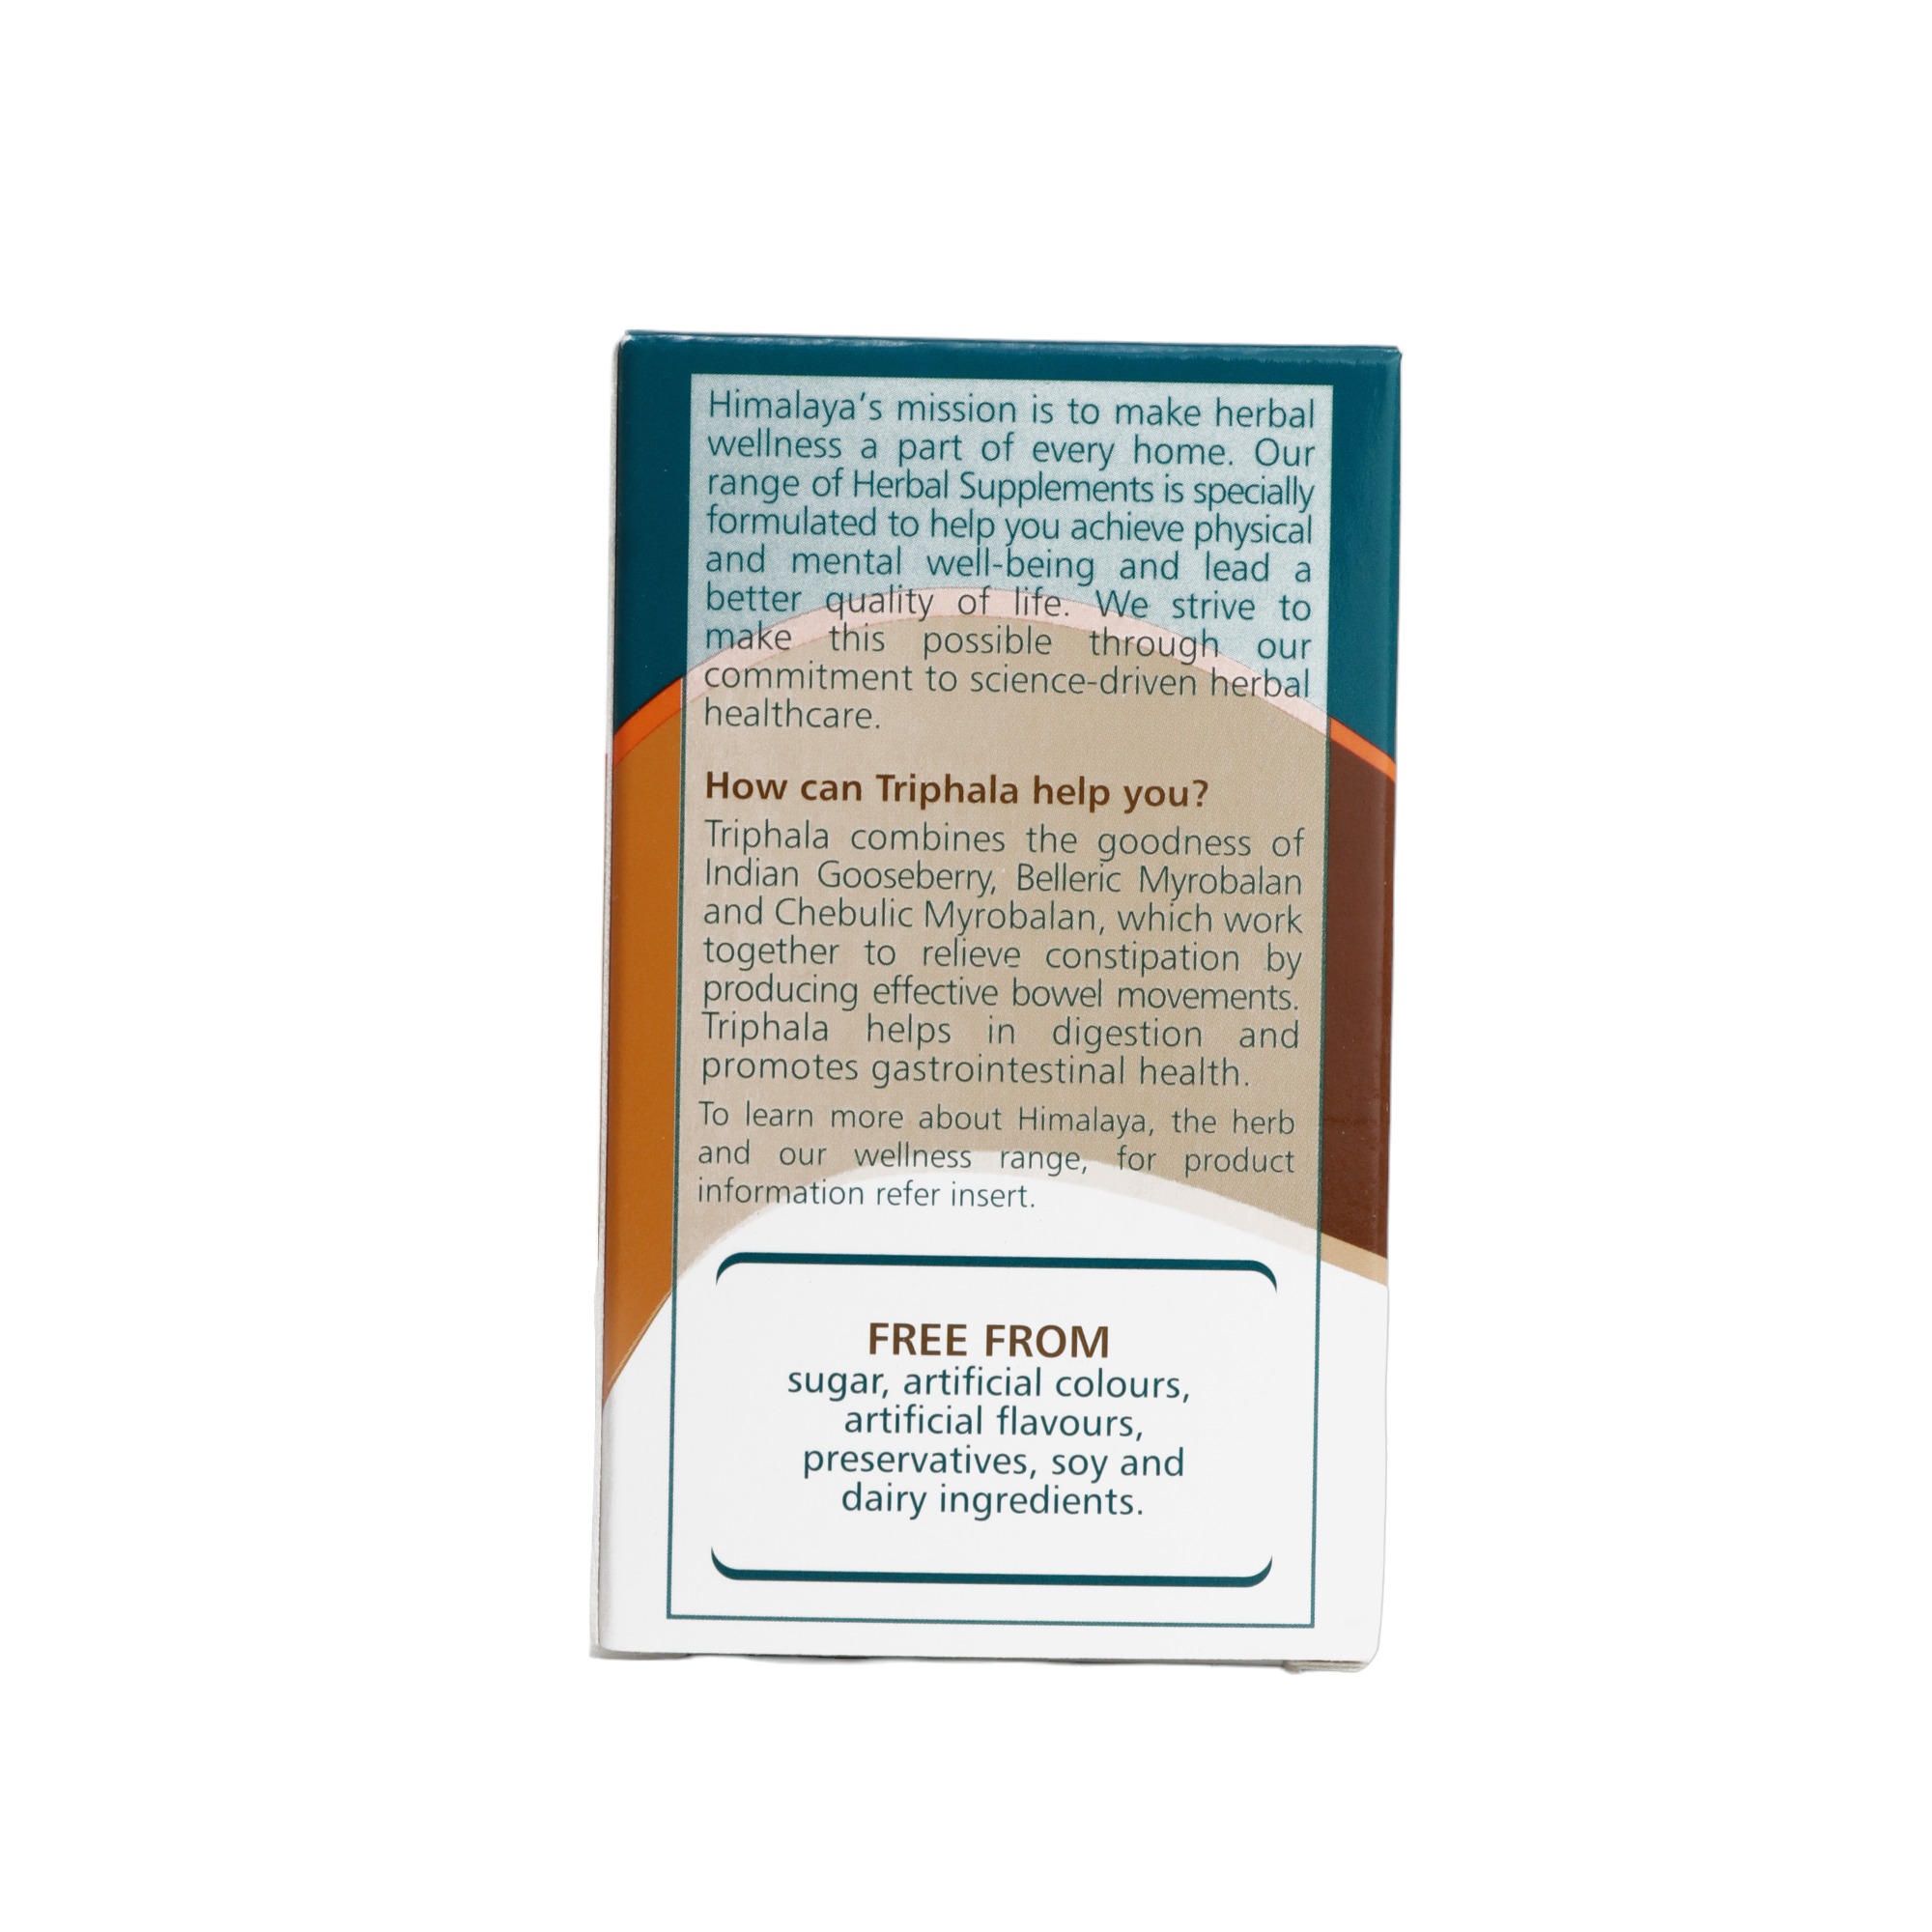 Himalaya's mission is to make herbal
wellness a part of every home. Our
range of Herbal Supplements is specially
formulated to help you achieve physical
and mental well-being and lead a
better quality of life. We strive to
make this possible through our
commitment to science-driven herbal
healthcare.
How can Triphala help you?
Triphala combines the goodness of
Indian Gooseberry, Belleric Myrobalan
and Chebulic Myrobalan, which work
together to relieve constipation by
producing effective bowel movements.
Triphala helps in digestion and
promotes gastrointestinal health.
To learn more about Himalaya, the herb
and our wellness range, for product
information refer insert.
FREE FROM
sugar, artificial colours,
artificial flavours,
preservatives, soy and
dairy ingredients.